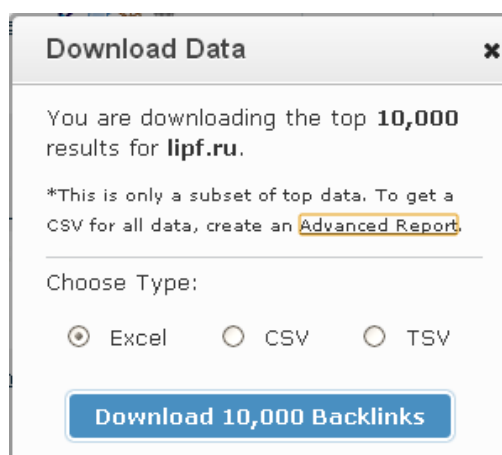 Download Data
You are downloading the top 10,000
results for lipf.ru.
*This is only a subset of top data. To get a
CSV for all data, create an Advanced Report.
Choose Type:
Excel CSV TSV
Download 10,000 Backlinks